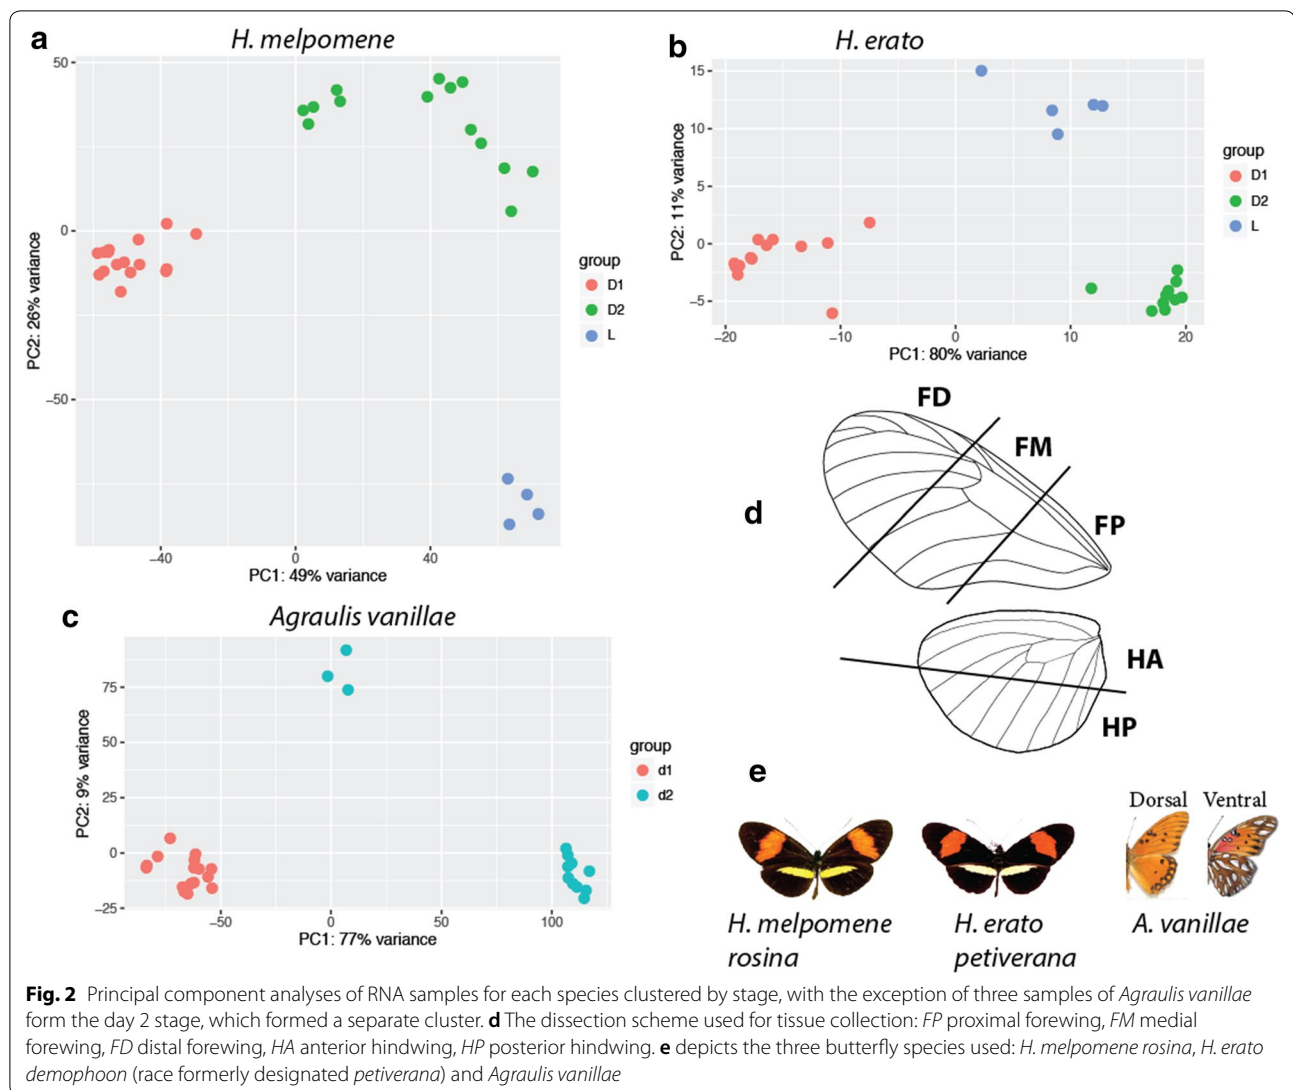 a
H. melpomene
50
0
−50
−40
0
40
PC2: 26% variance
PC1: 49% variance
group
D1
D2
L
b
H. erato
15
10
5
0
−5
−20
−10
0
10
20
PC2: 11% variance
PC1: 80% variance
group
D1
D2
L
c
Agraulis vanillae
75
50
25
0
−25
−50
0
50
100
PC2: 9% variance
PC1: 77% variance
group
d1
d2
d
FD
FM
FP
HA
HP
e
Dorsal Ventral
H. melpomene
rosina
H. erato
petiverana
A. vanillae
Fig. 2 Principal component analyses of RNA samples for each species clustered by stage, with the exception of three samples of Agraulis vanillae
form the day 2 stage, which formed a separate cluster. d The dissection scheme used for tissue collection: FP proximal forewing, FM medial
forewing, FD distal forewing, HA anterior hindwing, HP posterior hindwing. e depicts the three butterfly species used: H. melpomene rosina, H. erato
demophoon (race formerly designated petiverana) and Agraulis vanillae